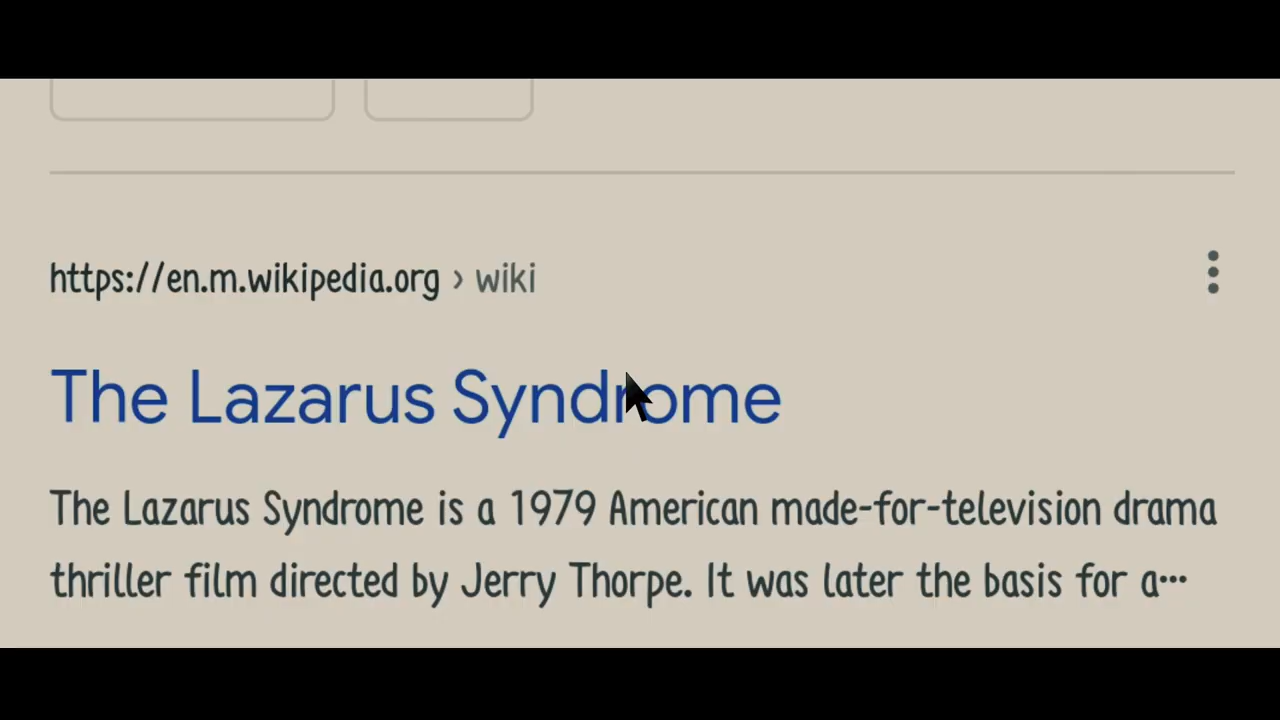 https://en.m.wikipedia.org › wiki
The Lazarus Syndrome
The Lazarus Syndrome is a 1979 American made-for-television drama
thriller film directed by Jerry Thorpe. It was later the basis for a...